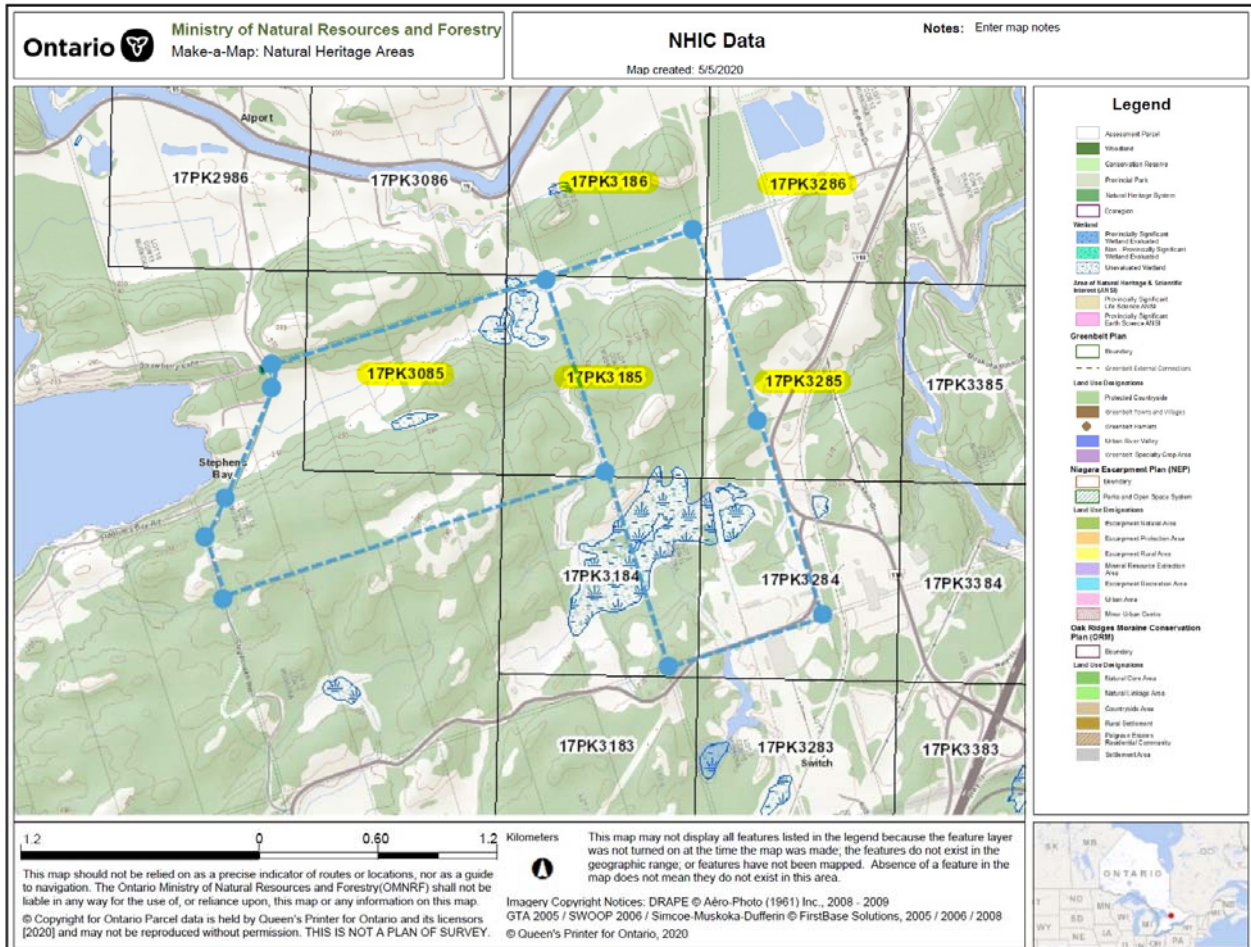 Ontario
Ministry of Natural Resources and Forestry
Make-a-Map: Natural Heritage Areas
NHIC Data
Map created: 5/5/2020
Notes: Enter map notes
Alport
17PK2986
17PK3086
17PK3186
17PK3286
118
17PK3085
17PK3185
17PK3285
17PK3385
Stephens
Bay
17PK3184
17PK3284
17PK3384
17PK3183
17PK3283
17PK3383
Switch
Legend
Assessment Parcel
Woodland
Conservation Reserve
Provincial Park
Natural Heritage System
Ecoregion
Wetland
Provincially Significant
Wetland Evaluated
Non - Provincially Significant
Wetland Evaluated
Unevaluated Wetland
Area of Natural Heritage & Scientific
Interest (ANSI)
Provincially Significant
Life Science ANSI
Provincially Significant
Earth Science ANSI
Greenbelt Plan
Boundary
Greenbelt External Connections
Land Use Designations
Protected Countryside
Greenbelt Towns and Villages
Greenbelt Hamlets
Urban River Valley
Greenbelt Specialty Crop Area
Niagara Escarpment Plan (NEP)
Boundary
Parks and Open Space System
Land Use Designations
Escarpment Natural Area
Escarpment Protection Area
Escarpment Rural Area
Mineral Resource Extraction
Area
Escarpment Recreation Area
Urban Area
Minor Urban Centre
Oak Ridges Moraine Conservation
Plan (ORM)
Boundary
Land Use Designations
Natural Core Area
Natural Linkage Area
Countryside Area
Rural Settlement
Palgrave Estates
Residential Community
Settlement Area
1.2 0 0.60 1.2 Kilometers
This map should not be relied on as a precise indicator of routes or locations, nor as a guide
to navigation. The Ontario Ministry of Natural Resources and Forestry(OMNRF) shall not be
liable in any way for the use of, or reliance upon, this map or any information on this map.
© Copyright for Ontario Parcel data is held by Queen's Printer for Ontario and its licensors
[2020] and may not be reproduced without permission. THIS IS NOT A PLAN OF SURVEY.
This map may not display all features listed in the legend because the feature layer
was not turned on at the time the map was made; the features do not exist in the
geographic range; or features have not been mapped. Absence of a feature in the
map does not mean they do not exist in this area.
Imagery Copyright Notices: DRAPE © Aéro-Photo (1961) Inc., 2008 - 2009
GTA 2005 / SWOOP 2006 / Simcoe-Muskoka-Dufferin © FirstBase Solutions, 2005 / 2006 / 2008
© Queen's Printer for Ontario, 2020
ONTARIO